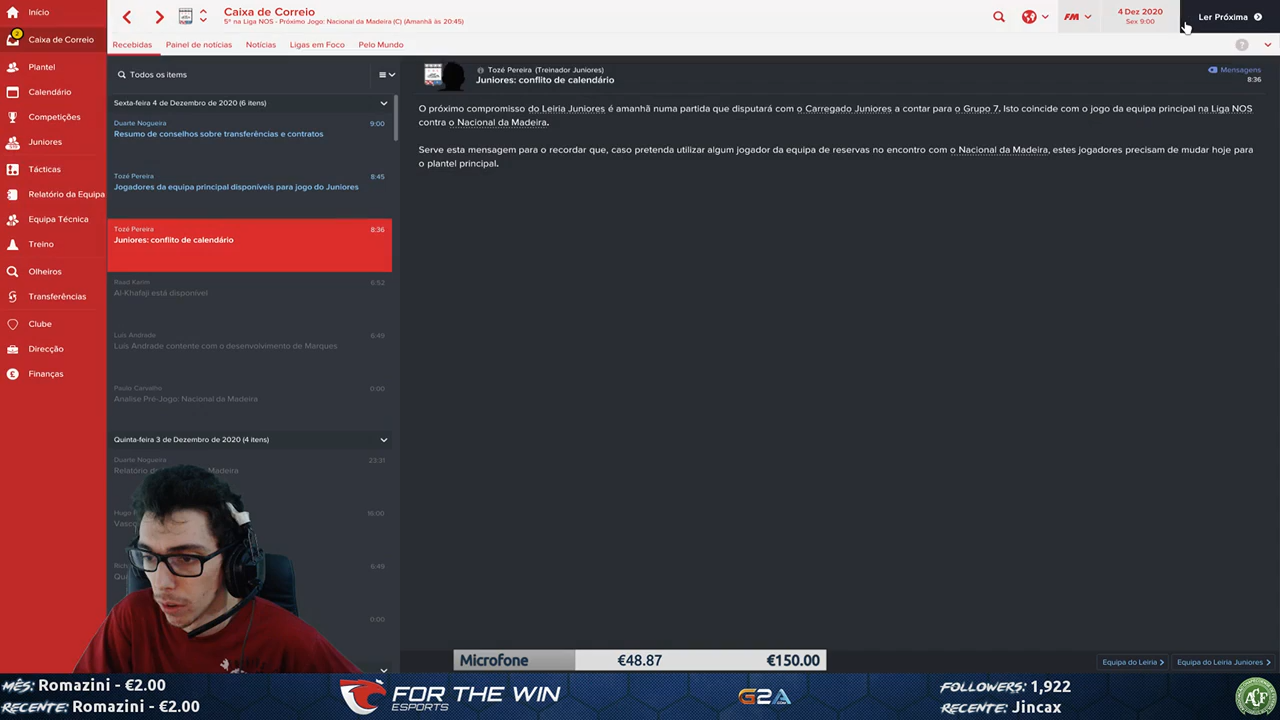 Início
Caixa de Correio
2
Plantel
Calendário
Competições
Juniores
Tácticas
Relatório da Equipa
Equipa Técnica
Treino
Olheiros
Transferências
Clube
Direcção
Finanças
Caixa de Correio
5º na Liga NOS - Próximo Jogo: Nacional da Madeira (C) (Amanhã às 20:45)
FM
4 Dez 2020
Sex 9:00
Ler Próxima
Recebidas
Painel de notícias
Notícias
Ligas em Foco
Pelo Mundo
?
Todos os items
Sexta-feira 4 de Dezembro de 2020 (6 itens)
Duarte Nogueira 9:00
Resumo de conselhos sobre transferências e contratos
Tozé Pereira 8:45
Jogadores da equipa principal disponíveis para jogo do Juniores
Tozé Pereira 8:36
Juniores: conflito de calendário
Raad Karim 6:52
Al-Khafaji está disponível
Luís Andrade 6:49
Luís Andrade contente com o desenvolvimento de Marques
Paulo Carvalho 0:00
Análise Pré-Jogo: Nacional da Madeira
Quinta-feira 3 de Dezembro de 2020 (4 itens)
Duarte Nogueira 23:31
Madeira
18:00
6:49
0:00
Tozé Pereira (Treinador Juniores)
Juniores: conflito de calendário
Mensagens
8:36
O próximo compromisso do Leiria Juniores é amanhã numa partida que disputará com o Carregado Juniores a contar para o Grupo 7. Isto coincide com o jogo da equipa principal na Liga NOS
contra o Nacional da Madeira.
Serve esta mensagem para o recordar que, caso pretenda utilizar algum jogador da equipa de reservas no encontro com o Nacional da Madeira, estes jogadores precisam de mudar hoje para
o plantel principal.
Equipa do Leiria
Equipa do Leiria Juniores
Microfone €48.87 €150.00
MÊS: Romazini - €2.00
RECENTE: Romazini - €2.00
FOR THE WIN
ESPORTS
G2A
FOLLOWERS: 1,922
RECENTE: Jincax
ACF